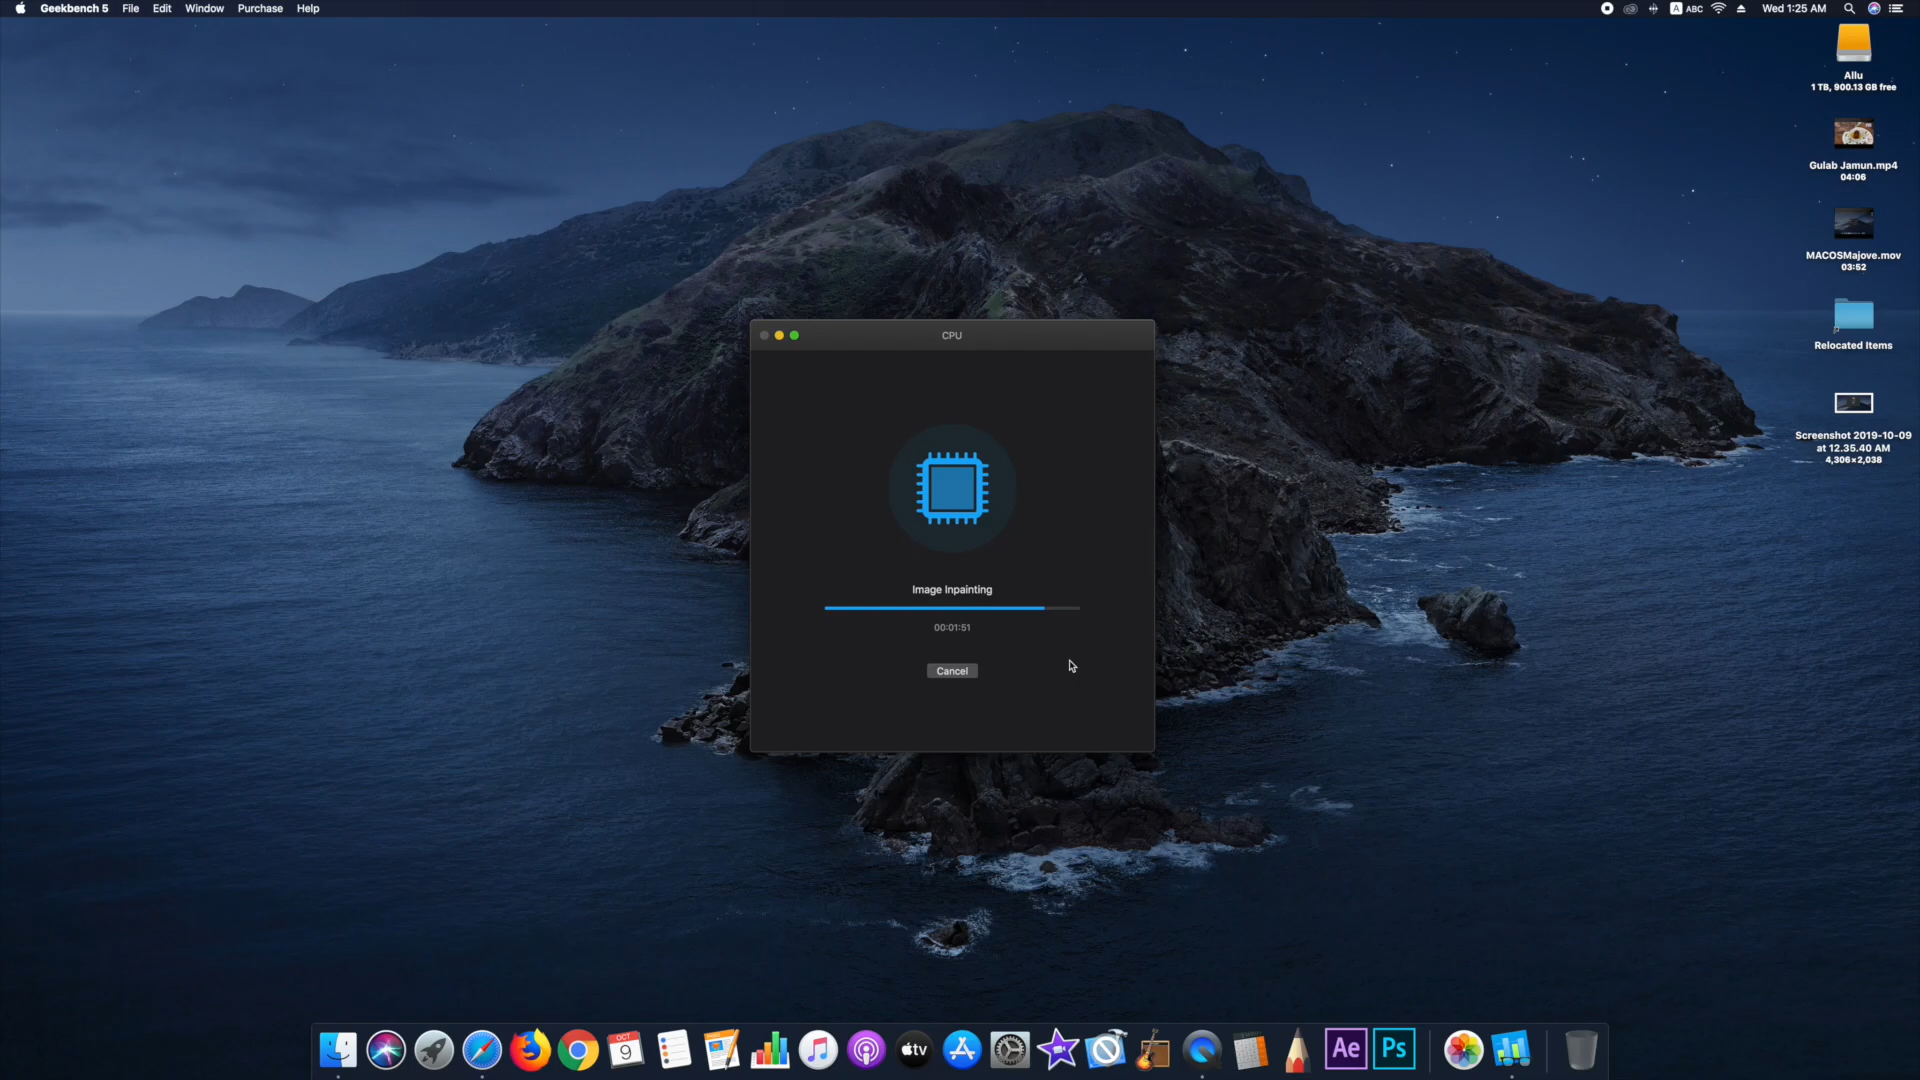 Geekbench 5 File Edit Window Purchase Help
A ABC Wed 1:25 AM
Allu
1 TB, 900.13 GB free
Gulab Jamun.mp4
04:06
MACOSMajove.mov
03:52
Relocated Items
Screenshot 2019-10-09
at 12.35.40 AM
4,306×2,038
CPU
Image Inpainting
00:01:51
Cancel
OCT
9
tv
Ae
Ps